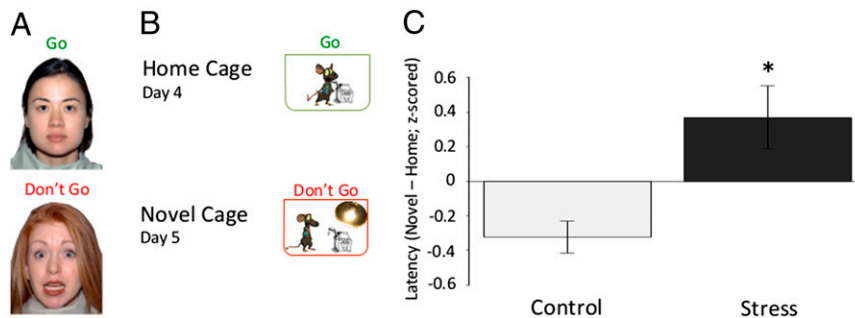 A
Go
Don't Go
B
Home Cage
Day 4
Go
Novel Cage
Day 5
Don't Go
C
Latency (Novel – Home; z-scored)
0.6
0.4
0.2
0
-0.2
-0.4
-0.6
*
Control
Stress